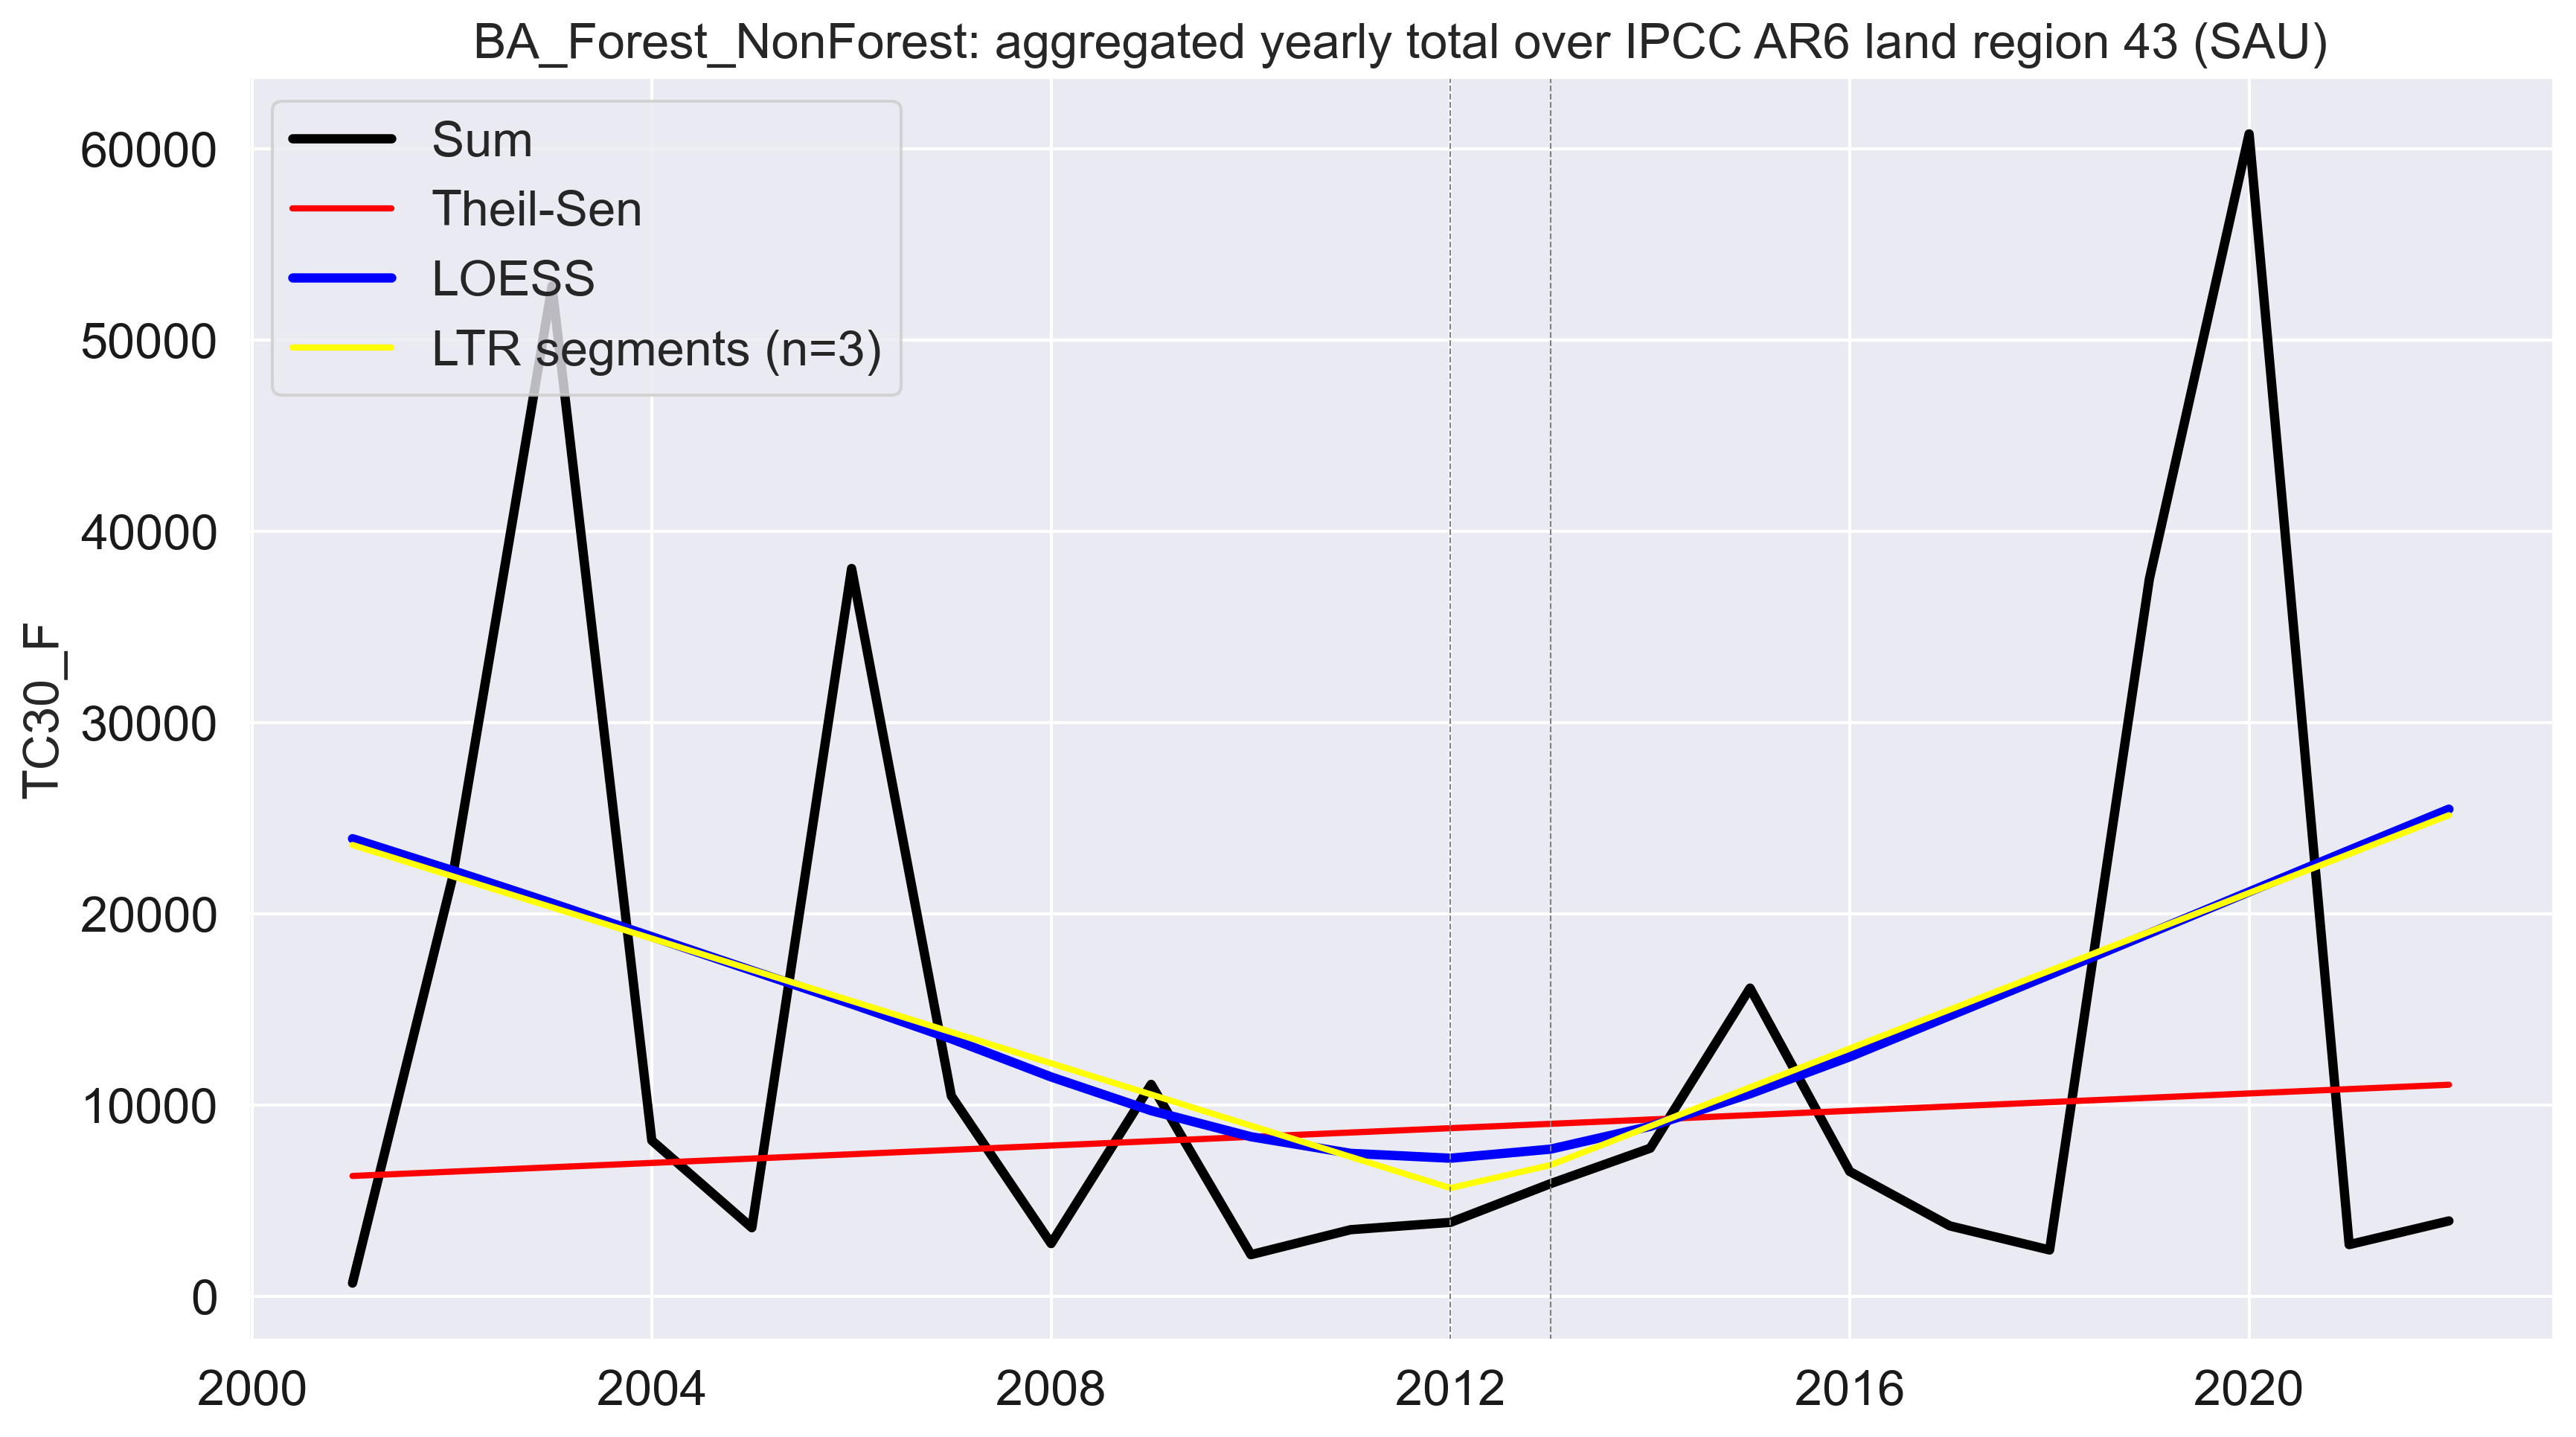 BA_Forest_NonForest: aggregated yearly total over IPCC AR6 land region 43 (SAU)
Sum
Theil-Sen
LOESS
LTR segments (n=3)
TC30_F
60000
50000
40000
30000
20000
10000
0
2000 2004 2008 2012 2016 2020